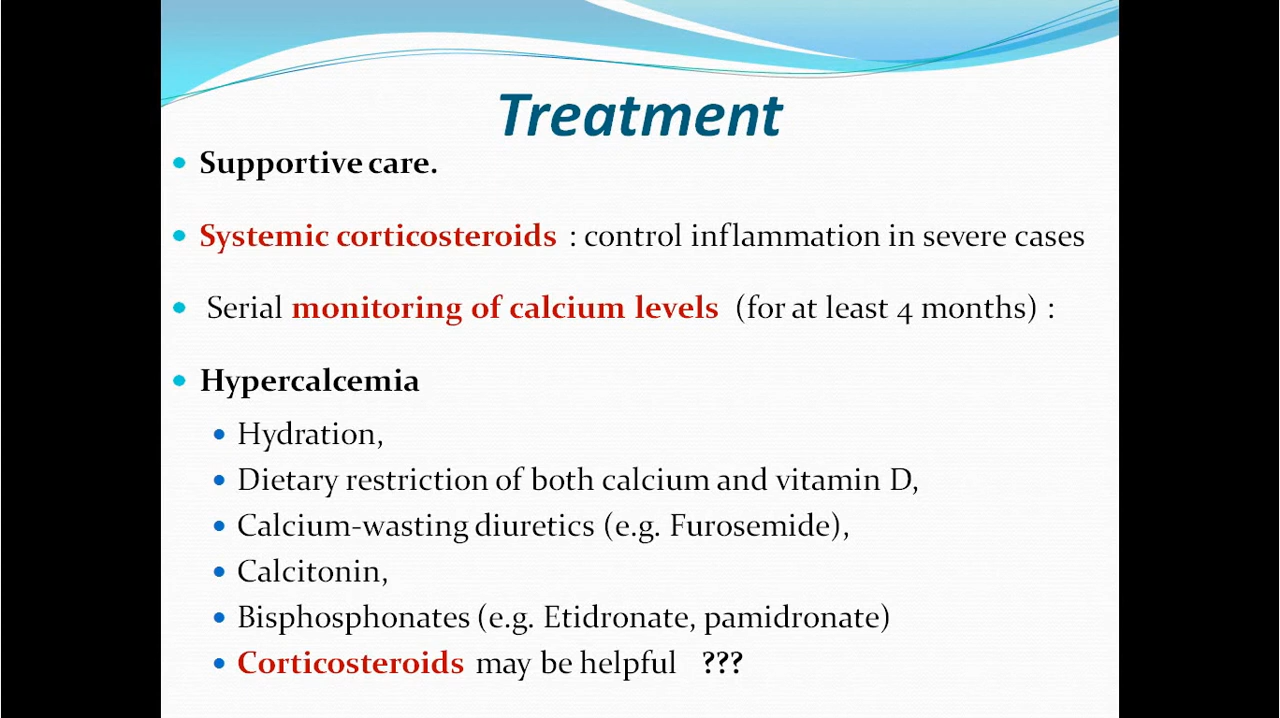 Treatment
• Supportive care.
• Systemic corticosteroids : control inflammation in severe cases
• Serial monitoring of calcium levels (for at least 4 months) :
• Hypercalcemia
• Hydration,
• Dietary restriction of both calcium and vitamin D,
• Calcium-wasting diuretics (e.g. Furosemide),
• Calcitonin,
• Bisphosphonates (e.g. Etidronate, pamidronate)
• Corticosteroids may be helpful ???